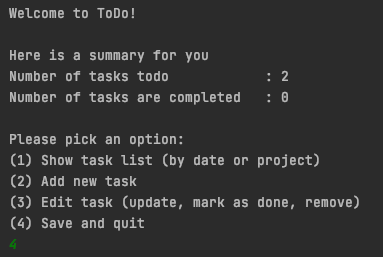 Welcome to ToDo!
Here is a summary for you
Number of tasks todo : 2
Number of tasks are completed : 0
Please pick an option:
(1) Show task list (by date or project)
(2) Add new task
(3) Edit task (update, mark as done, remove)
(4) Save and quit
4